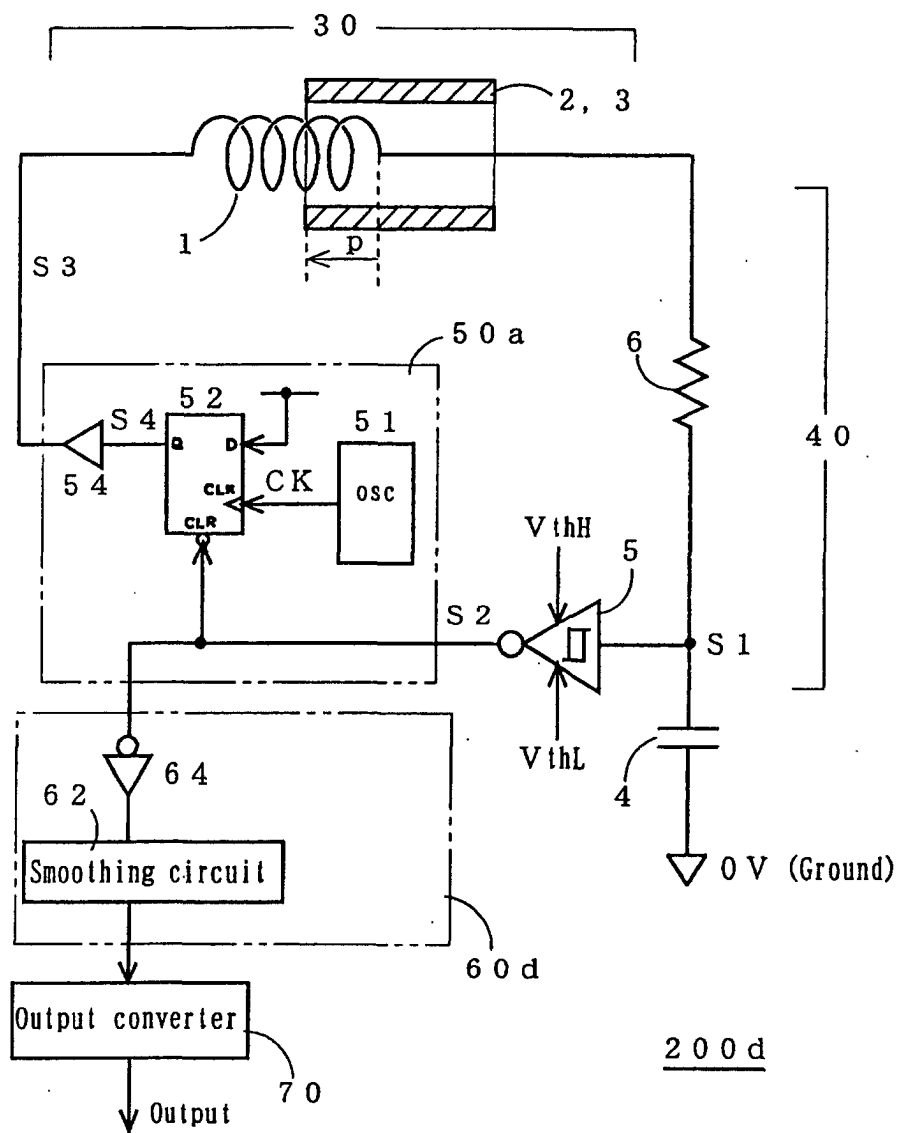 30
2, 3
1
p
S3
50a
6
52
51
40
S4
Q
D
54
CLR
CK
OSC
CLR
VthH
5
S2
S1
VthL
4
64
62
Smoothing circuit
0V (Ground)
60d
Output converter
200d
70
Output